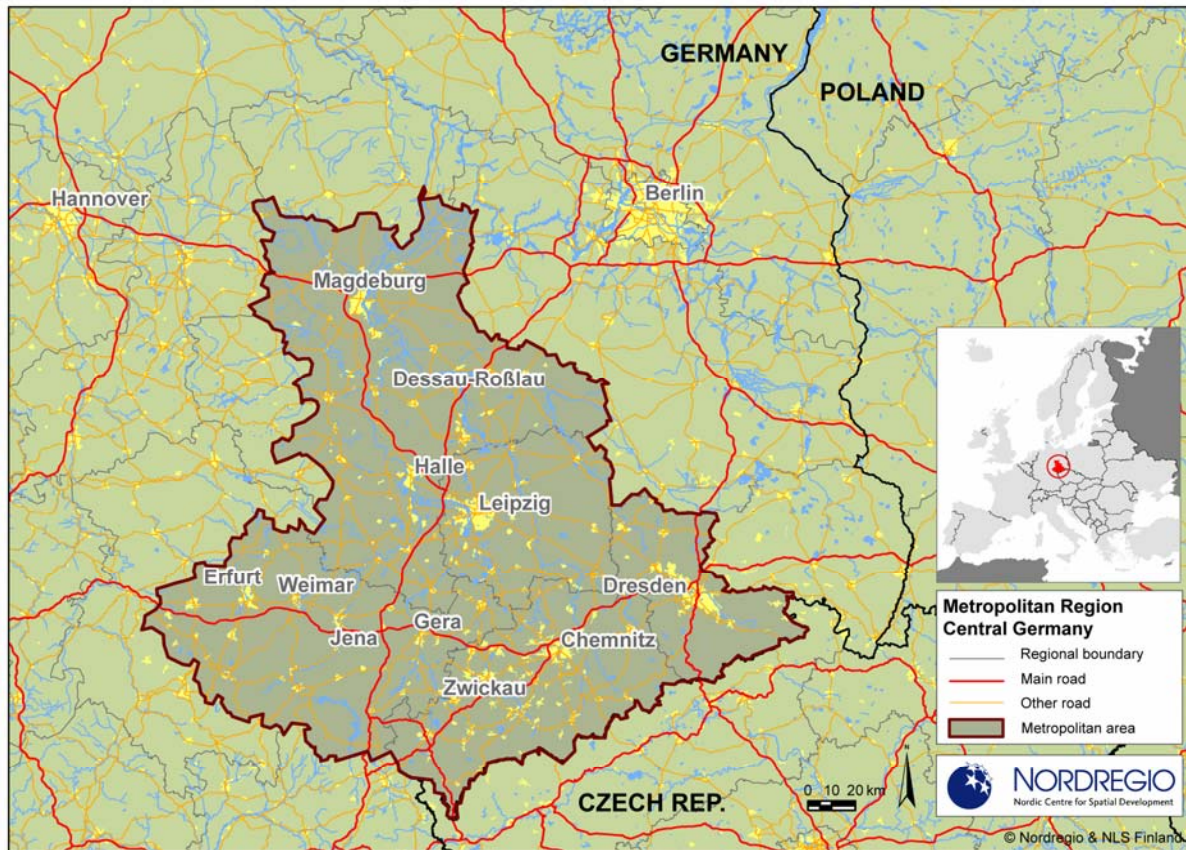 GERMANY
POLAND
Hannover
Berlin
Magdeburg
Dessau-Roßlau
Halle
Leipzig
Erfurt
Weimar
Dresden
Jena
Gera
Chemnitz
Zwickau
CZECH REP.
0 10 20 km
N
Metropolitan Region
Central Germany
Regional boundary
Main road
Other road
Metropolitan area
NORDREGIO
Nordic Centre for Spatial Development
© Nordregio & NLS Finland